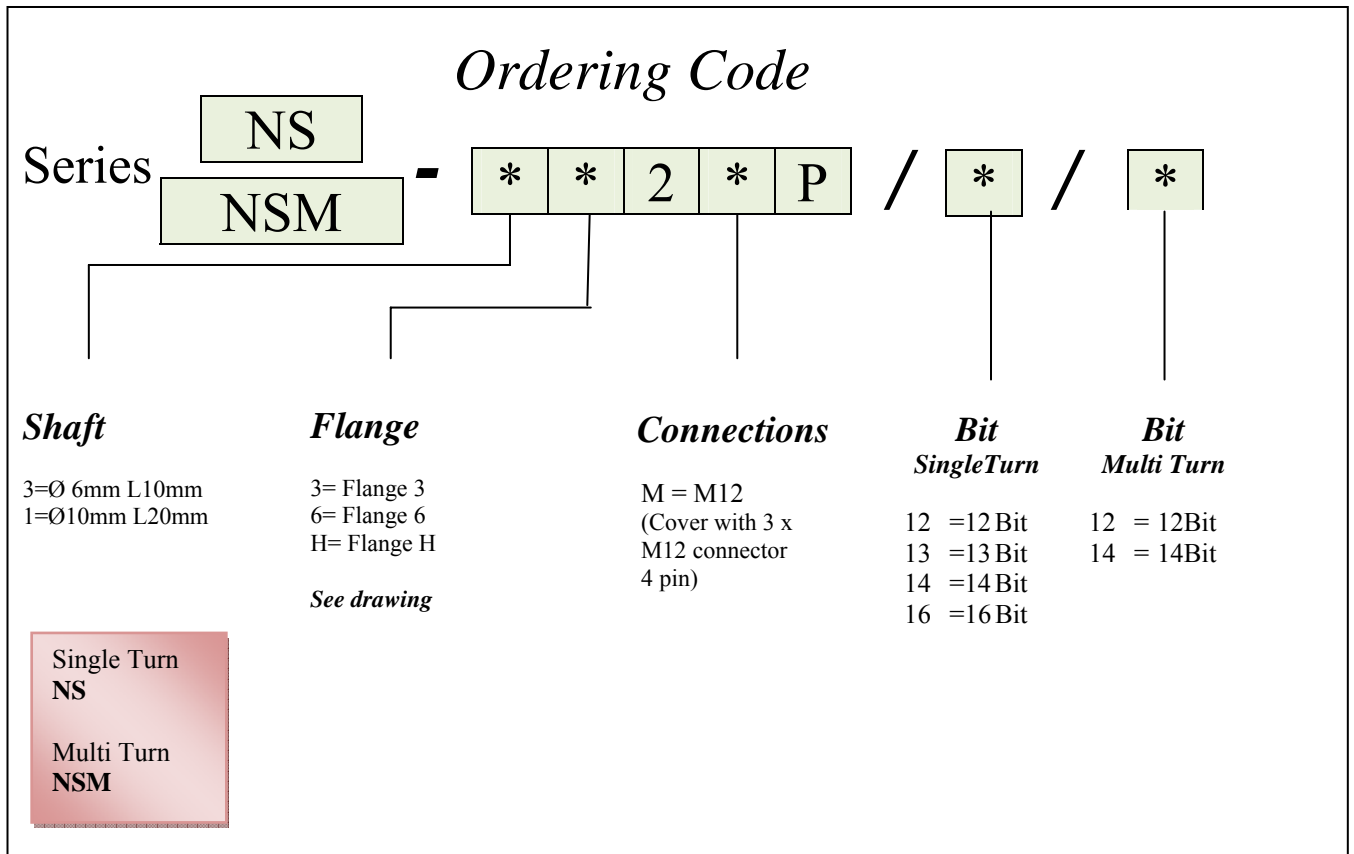 Ordering Code
Series
NS
NSM
- * * 2 * P / * / *
Shaft
3=Ø 6mm L10mm
1=Ø10mm L20mm
Flange
3= Flange 3
6= Flange 6
H= Flange H
See drawing
Connections
M = M12
(Cover with 3 x
M12 connector
4 pin)
Bit
SingleTurn
12 =12 Bit
13 =13 Bit
14 =14 Bit
16 =16 Bit
Bit
Multi Turn
12 = 12Bit
14 = 14Bit
Single Turn
NS
Multi Turn
NSM